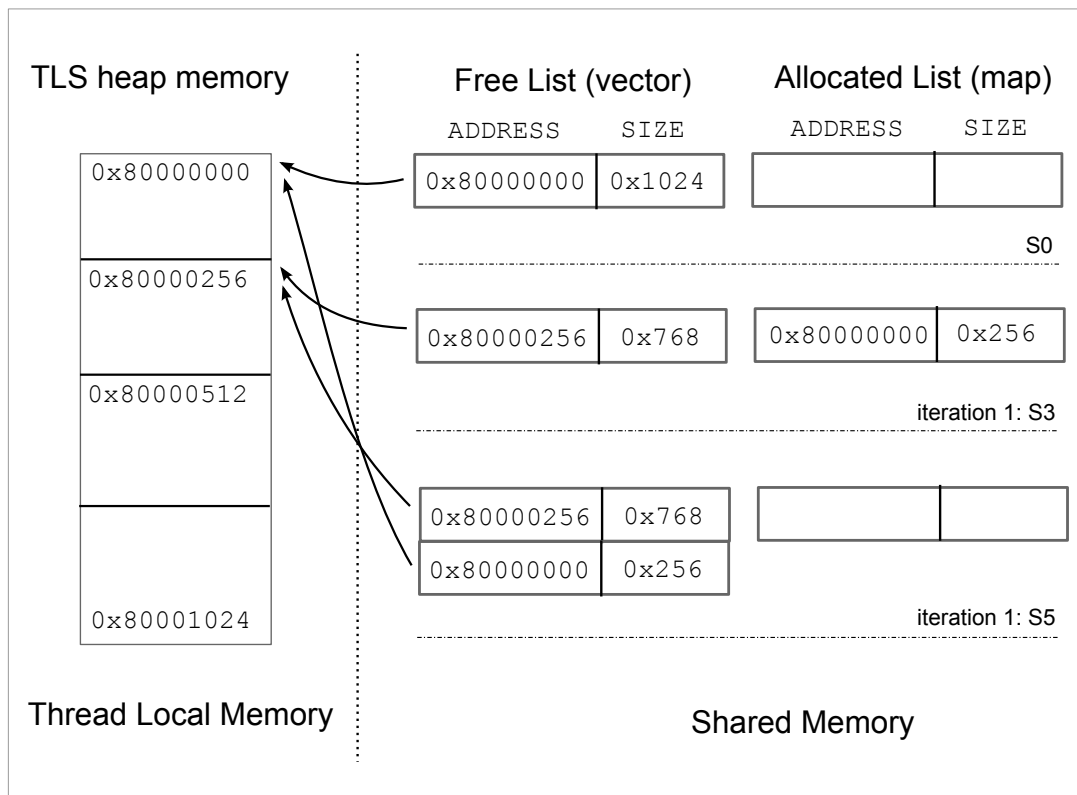 TLS heap memory
0x80000000
0x80000256
0x80000512
0x80001024
Thread Local Memory
Free List (vector)
Allocated List (map)
ADDRESS SIZE
ADDRESS SIZE
0x80000000 0x1024
S0
0x80000256 0x768
0x80000000 0x256
iteration 1: S3
0x80000256 0x768
0x80000000 0x256
iteration 1: S5
Shared Memory